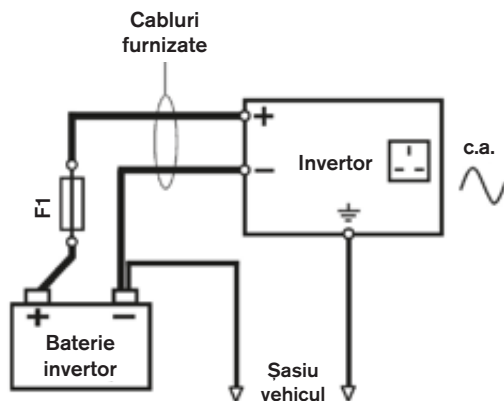 Cabluri
furnizate
+
Invertor
c.a.
−
F1
+ −
Baterie
invertor
Șasiu
vehicul